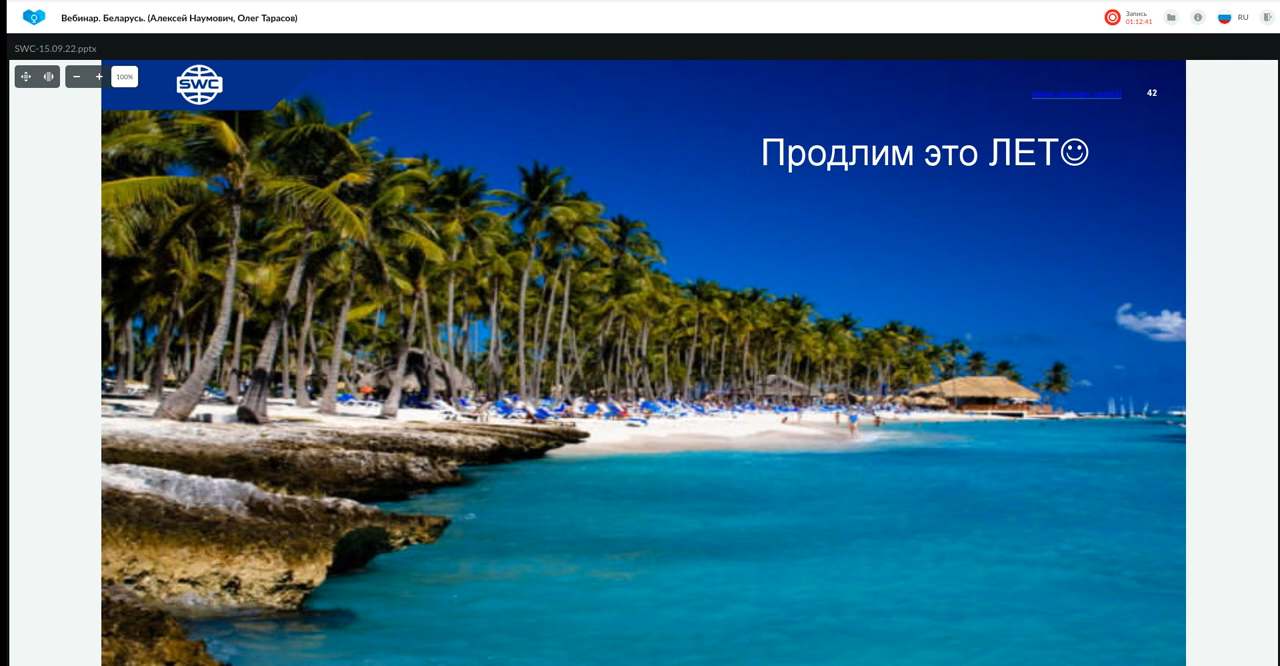 Вебинар. Беларусь. (Алексей Наумович, Олег Тарасов)
Запись
01:12:41
RU
SWC-15.09.22.pptx
100%
SWC
42
Продлим это ЛЕТ☺